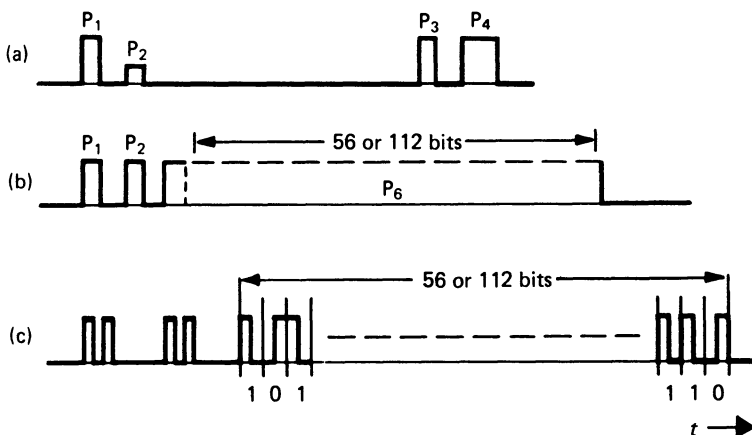 P1 P3 P4
(a) P2
56 or 112 bits
P1 P2
(b) P6
56 or 112 bits
(c)
1 0 1 1 1 0
t